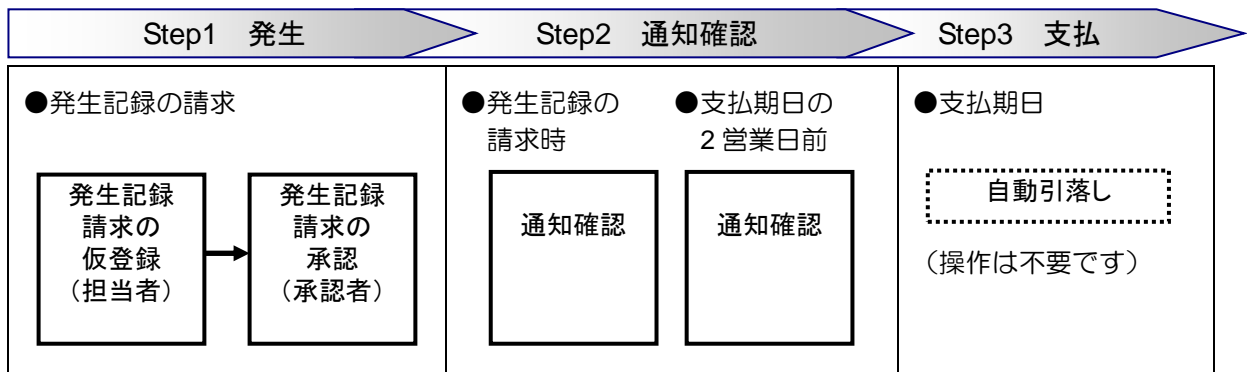 Step1 発生
Step2 通知確認
Step3 支払
●発生記録の請求
発生記録
請求の
仮登録
（担当者）
発生記録
請求の
承認
（承認者）
●発生記録の
請求時
通知確認
●支払期日の
2 営業日前
通知確認
●支払期日
自動引落し
（操作は不要です）